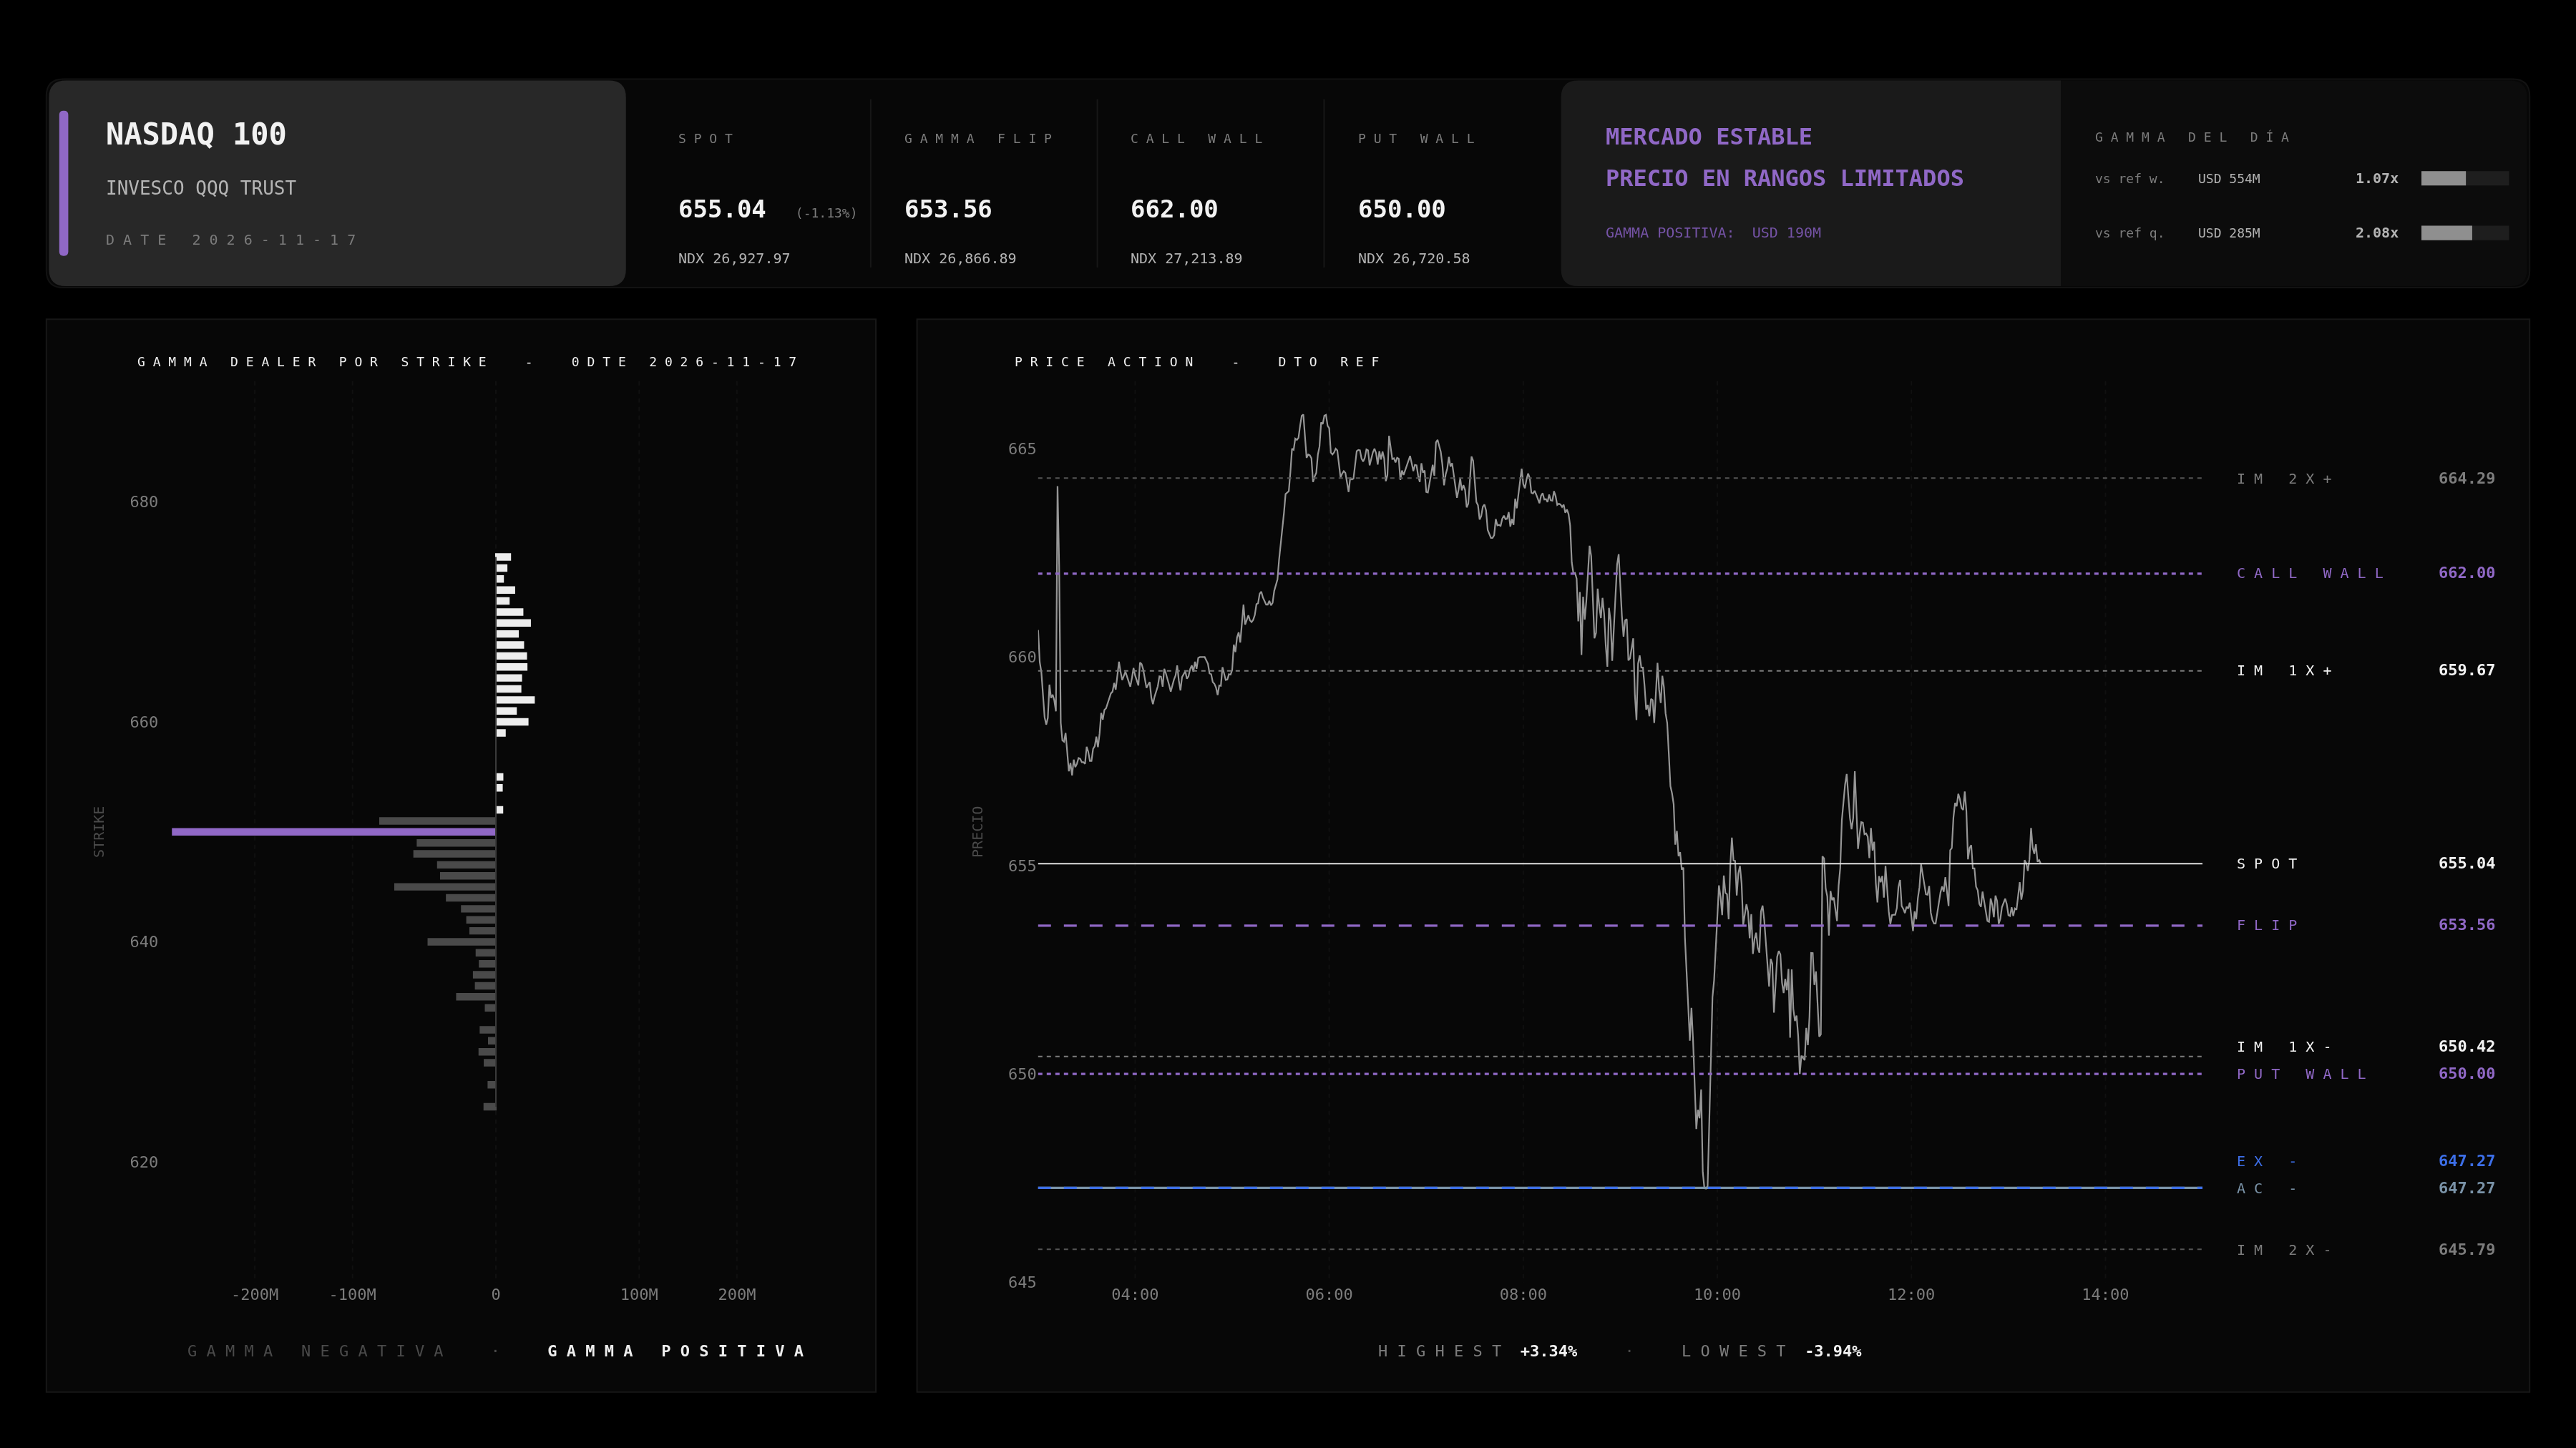 NASDAQ 100
INVESCO QQQ TRUST
DATE 2026-11-17
SPOT
655.04 (-1.13%)
NDX 26,927.97
GAMMA FLIP
653.56
NDX 26,866.89
CALL WALL
662.00
NDX 27,213.89
PUT WALL
650.00
NDX 26,720.58
MERCADO ESTABLE
PRECIO EN RANGOS LIMITADOS
GAMMA POSITIVA: USD 190M
GAMMA DEL DÍA
vs ref w. USD 554M 1.07x
vs ref q. USD 285M 2.08x
GAMMA DEALER POR STRIKE - 0DTE 2026-11-17
STRIKE
680
660
640
620
-200M -100M 0 100M 200M
GAMMA NEGATIVA · GAMMA POSITIVA
PRICE ACTION - DTO REF
PRECIO
665
660
655
650
645
04:00 06:00 08:00 10:00 12:00 14:00
IM 2X+ 664.29
CALL WALL 662.00
IM 1X+ 659.67
SPOT 655.04
FLIP 653.56
IM 1X- 650.42
PUT WALL 650.00
EX - 647.27
AC - 647.27
IM 2X- 645.79
HIGHEST +3.34% · LOWEST -3.94%